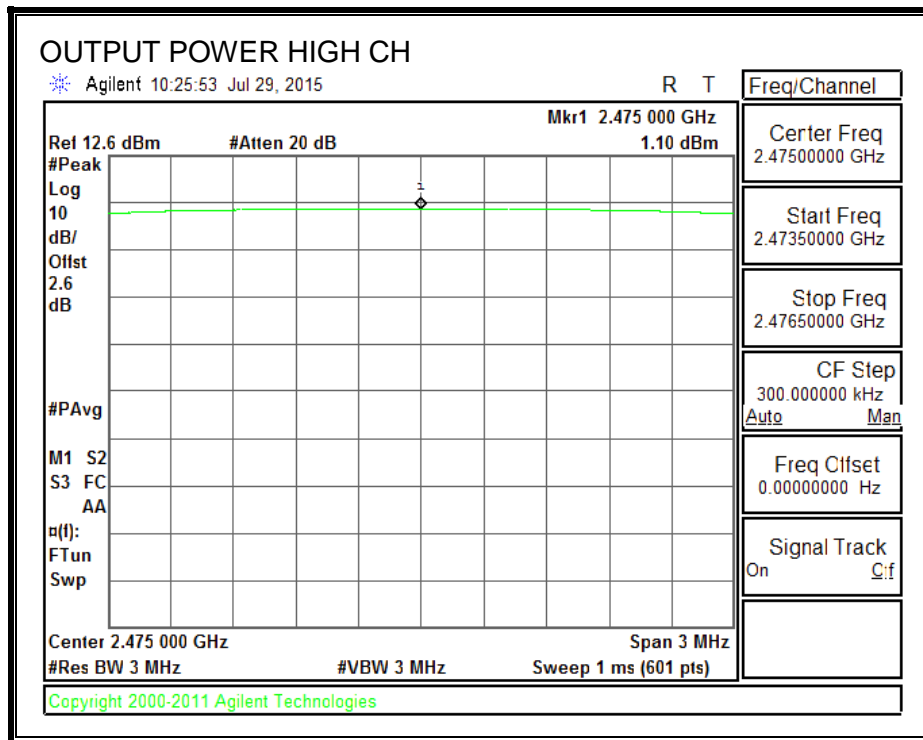 OUTPUT POWER HIGH CH
Agilent 10:25:53 Jul 29, 2015 R T
Mkr1 2.475 000 GHz
Ref 12.6 dBm #Atten 20 dB 1.10 dBm
#Peak
Log
10
dB/
Offst
2.6
dB
1
#PAvg
M1 S2
S3 FC
AA
¤(f):
FTun
Swp
Center 2.475 000 GHz Span 3 MHz
#Res BW 3 MHz #VBW 3 MHz Sweep 1 ms (601 pts)
Copyright 2000-2011 Agilent Technologies
Freq/Channel
Center Freq
2.47500000 GHz
Start Freq
2.47350000 GHz
Stop Freq
2.47650000 GHz
CF Step
300.000000 kHz
Auto Man
Freq Offset
0.00000000 Hz
Signal Track
On Off